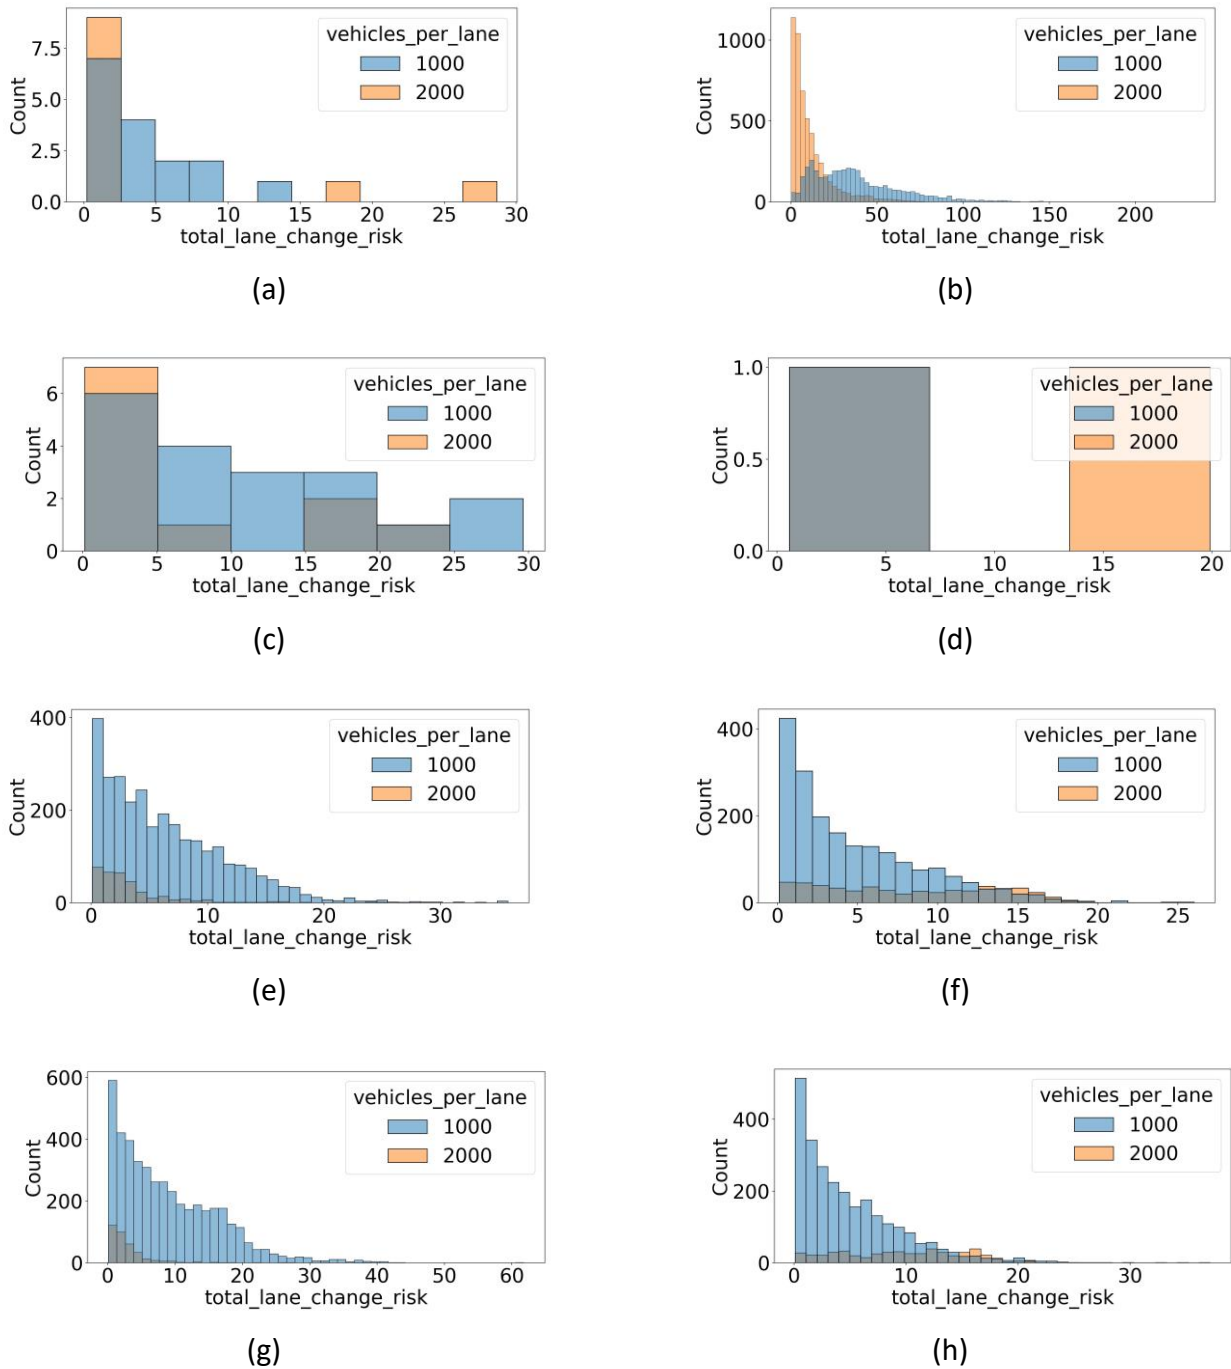 7.5
5.0
2.5
0.0
Count
vehicles_per_lane
1000
2000
0 5 10 15 20 25 30
total_lane_change_risk
(a)
1000
500
0
Count
vehicles_per_lane
1000
2000
0 50 100 150 200
total_lane_change_risk
(b)
6
4
2
0
Count
vehicles_per_lane
1000
2000
0 5 10 15 20 25 30
total_lane_change_risk
(c)
1.0
0.5
0.0
Count
vehicles_per_lane
1000
2000
0 5 10 15 20
total_lane_change_risk
(d)
400
200
0
Count
vehicles_per_lane
1000
2000
0 10 20 30
total_lane_change_risk
(e)
400
200
0
Count
vehicles_per_lane
1000
2000
0 5 10 15 20 25
total_lane_change_risk
(f)
600
400
200
0
Count
vehicles_per_lane
1000
2000
0 10 20 30 40 50 60
total_lane_change_risk
(g)
400
200
0
Count
vehicles_per_lane
1000
2000
0 10 20 30
total_lane_change_risk
(h)